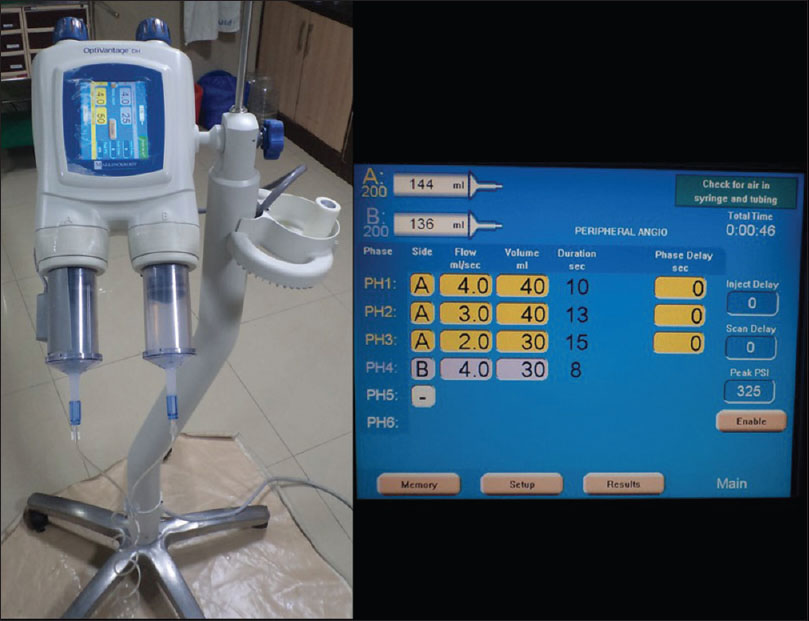 OptiVantage DH
A
B
A:
200
144 ml
Check for air in
syringe and tubing
B:
200
136 ml
PERIPHERAL ANGIO
Total Time
0:00:46
Phase Side Flow Volume Duration Phase Delay
ml/sec ml sec sec
PH1: A 4.0 40 10 0
PH2: A 3.0 40 13 0
PH3: A 2.0 30 15 0
PH4: B 4.0 30 8
PH5: -
PH6:
Inject Delay
0
Scan Delay
0
Peak PSI
325
Enable
Memory Setup Results Main